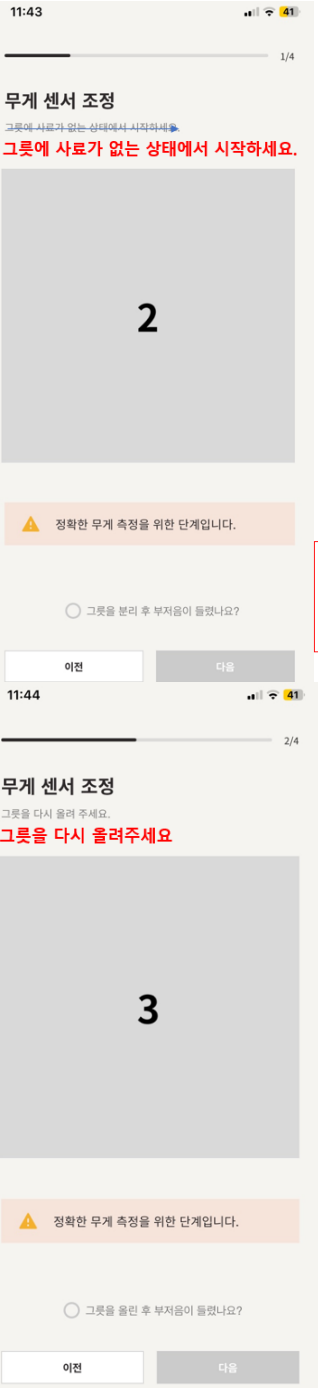 11:43
41
1/4
무게 센서 조정
그릇에 사료가 없는 상태에서 시작하세요.
그릇에 사료가 없는 상태에서 시작하세요.
2
정확한 무게 측정을 위한 단계입니다.
그릇을 분리 후 부저음이 들렸나요?
이전
다음
11:44
41
2/4
무게 센서 조정
그릇을 다시 올려 주세요.
그릇을 다시 올려주세요
3
정확한 무게 측정을 위한 단계입니다.
그릇을 올린 후 부저음이 들렸나요?
이전
다음